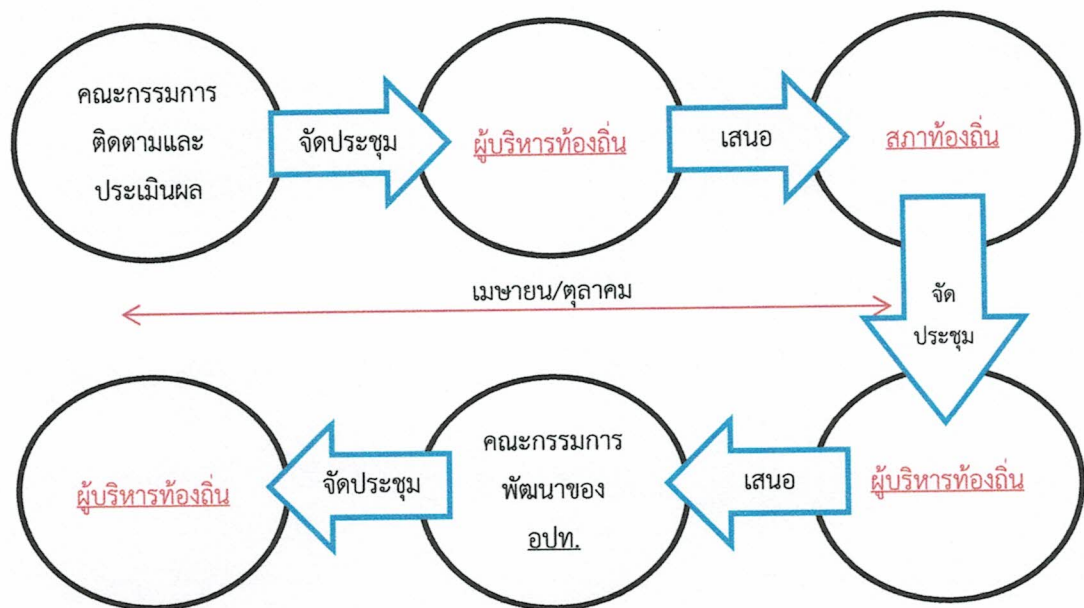 คณะกรรมการ
ติดตามและ
ประเมินผล
จัดประชุม
ผู้บริหารท้องถิ่น
เสนอ
สภาท้องถิ่น
จัด
ประชุม
เมษายน/ตุลาคม
ผู้บริหารท้องถิ่น
จัดประชุม
คณะกรรมการ
พัฒนาของ
อปท.
เสนอ
ผู้บริหารท้องถิ่น